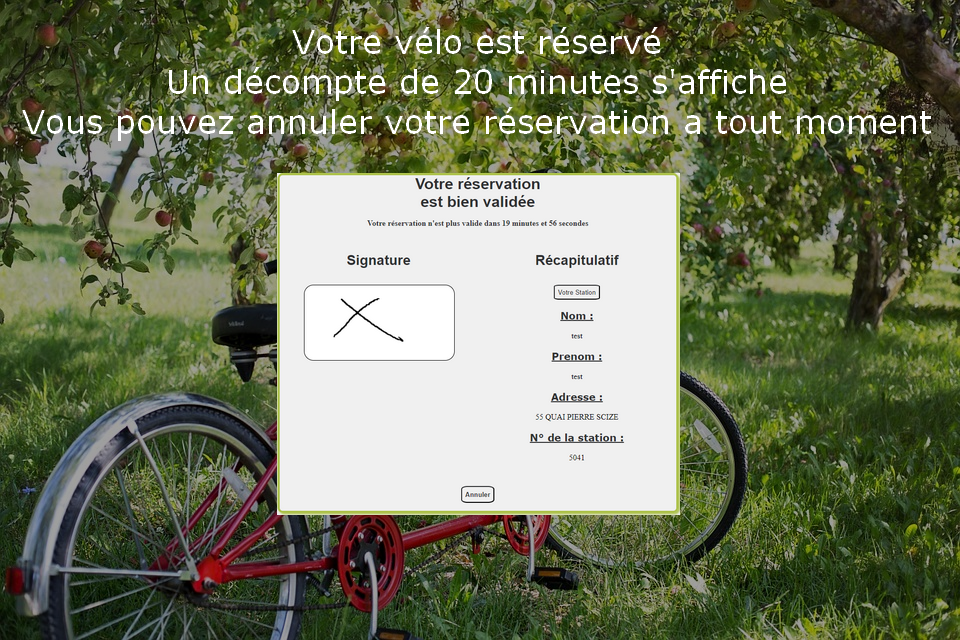 Votre vélo est réservé
Un décompte de 20 minutes s'affiche
Vous pouvez annuler votre réservation a tout moment
Votre réservation
est bien validée
Votre réservation n'est plus valide dans 19 minutes et 56 secondes
Signature
Récapitulatif
Votre Station
Nom :
test
Prenom :
test
Adresse :
55 QUAI PIERRE SCIZE
N° de la station :
5041
Annuler